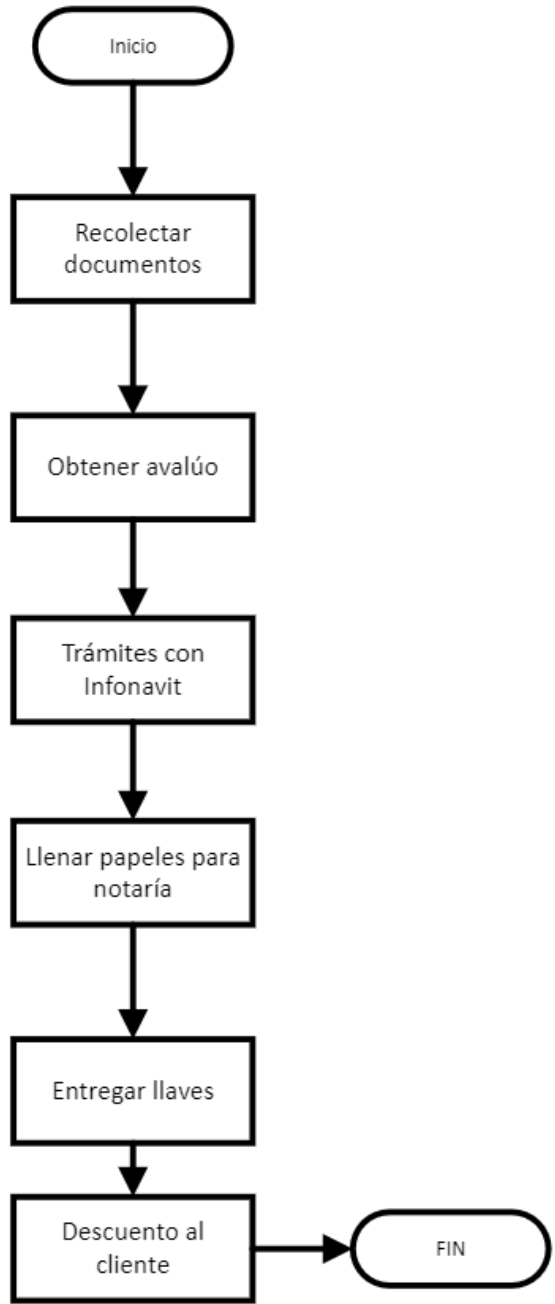 Inicio
Recolectar
documentos
Obtener avalúo
Trámites con
Infonavit
Llenar papeles para
notaría
Entregar llaves
Descuento al
cliente
FIN